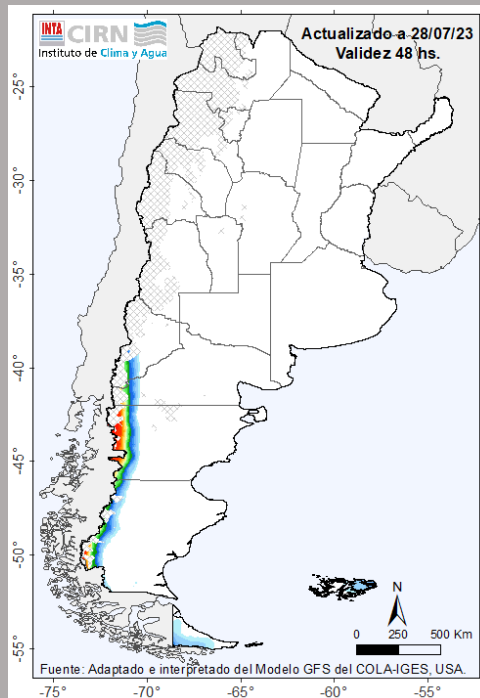 INTA CIRN
Instituto de Clima y Agua
Actualizado a 28/07/23
Validez 48 hs.
-25°
-30°
-35°
-40°
-45°
-50°
-55°
N
0 250 500 Km
Fuente: Adaptado e interpretado del Modelo GFS del COLA-IGES, USA.
-75° -70° -65° -60° -55°